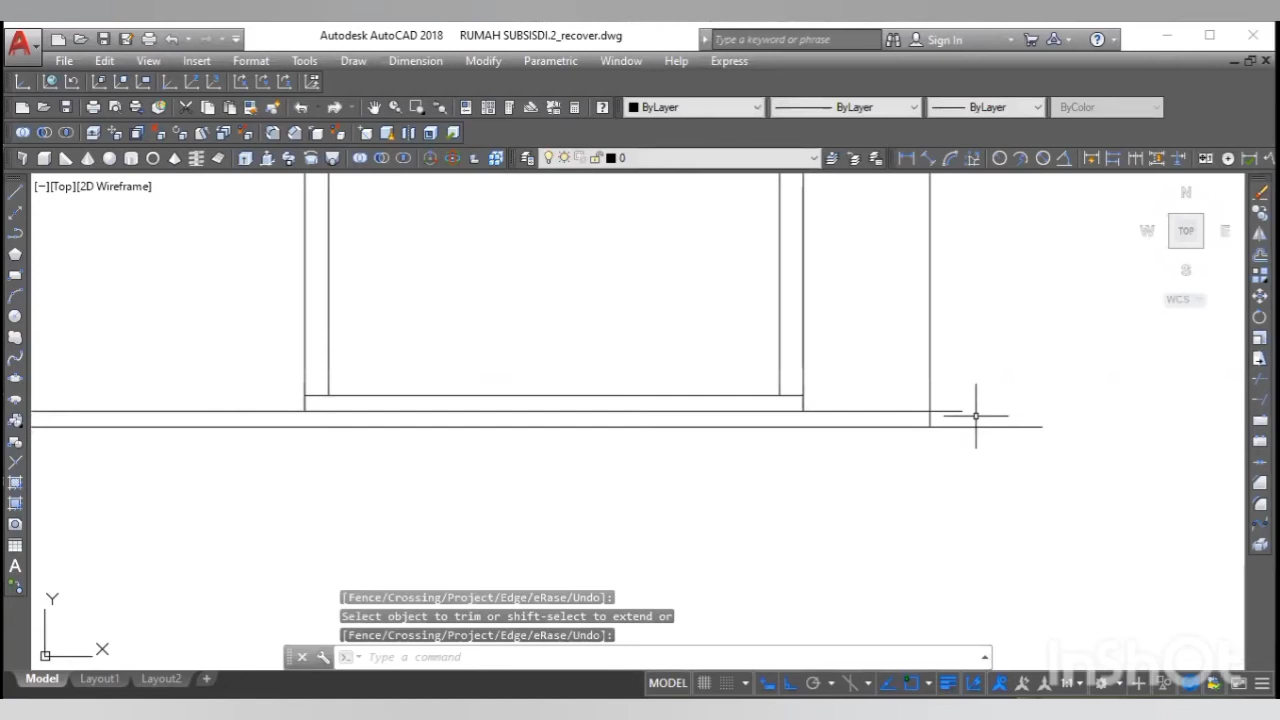 Autodesk AutoCAD 2018 RUMAH SUBSISDI.2_recover.dwg
Type a keyword or phrase
Sign In
File Edit View Insert Format Tools Draw Dimension Modify Parametric Window Help Express
ByLayer ByLayer ByLayer ByColor
0
[−][Top][2D Wireframe]
N
W TOP E
S
WCS
[Fence/Crossing/Project/Edge/eRase/Undo]:
Select object to trim or shift-select to extend or
[Fence/Crossing/Project/Edge/eRase/Undo]:
Y
X
Type a command
Model Layout1 Layout2 +
MODEL 1:1
A
InShOt